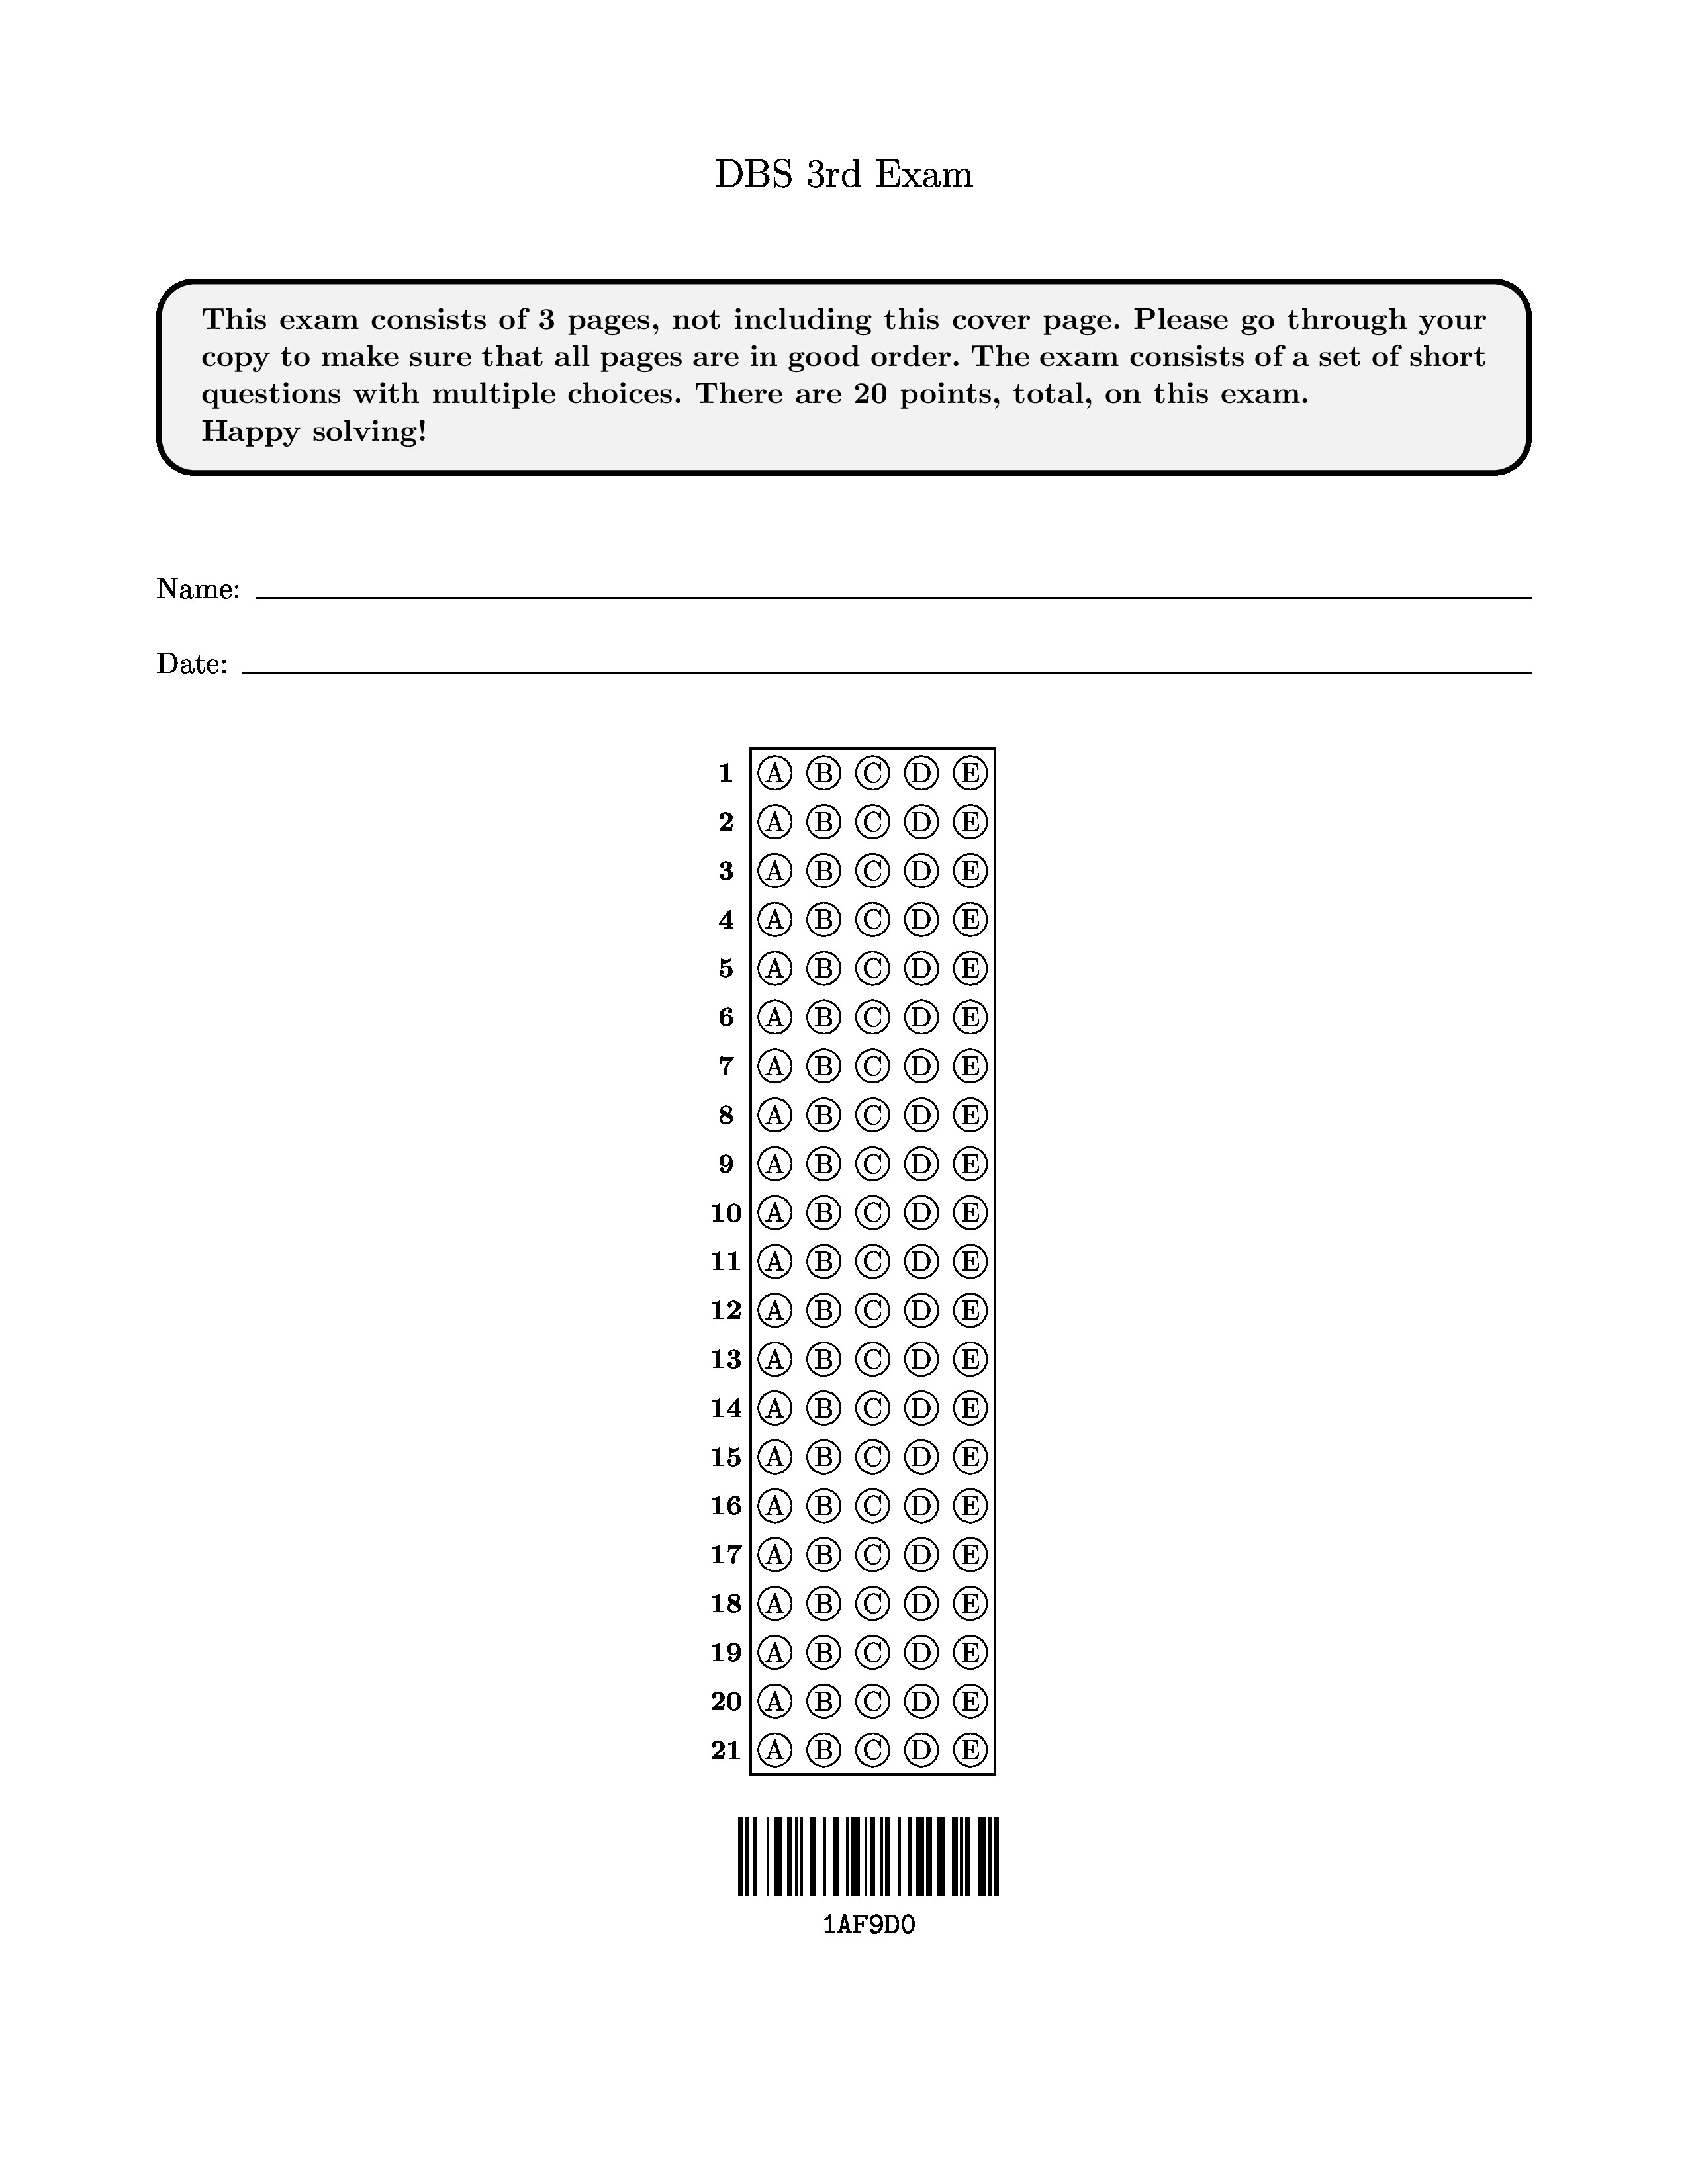 DBS 3rd Exam
This exam consists of 3 pages, not including this cover page. Please go through your
copy to make sure that all pages are in good order. The exam consists of a set of short
questions with multiple choices. There are 20 points, total, on this exam.
Happy solving!
Name:
Date:
1 A B C D E
2 A B C D E
3 A B C D E
4 A B C D E
5 A B C D E
6 A B C D E
7 A B C D E
8 A B C D E
9 A B C D E
10 A B C D E
11 A B C D E
12 A B C D E
13 A B C D E
14 A B C D E
15 A B C D E
16 A B C D E
17 A B C D E
18 A B C D E
19 A B C D E
20 A B C D E
21 A B C D E
1AF9D0